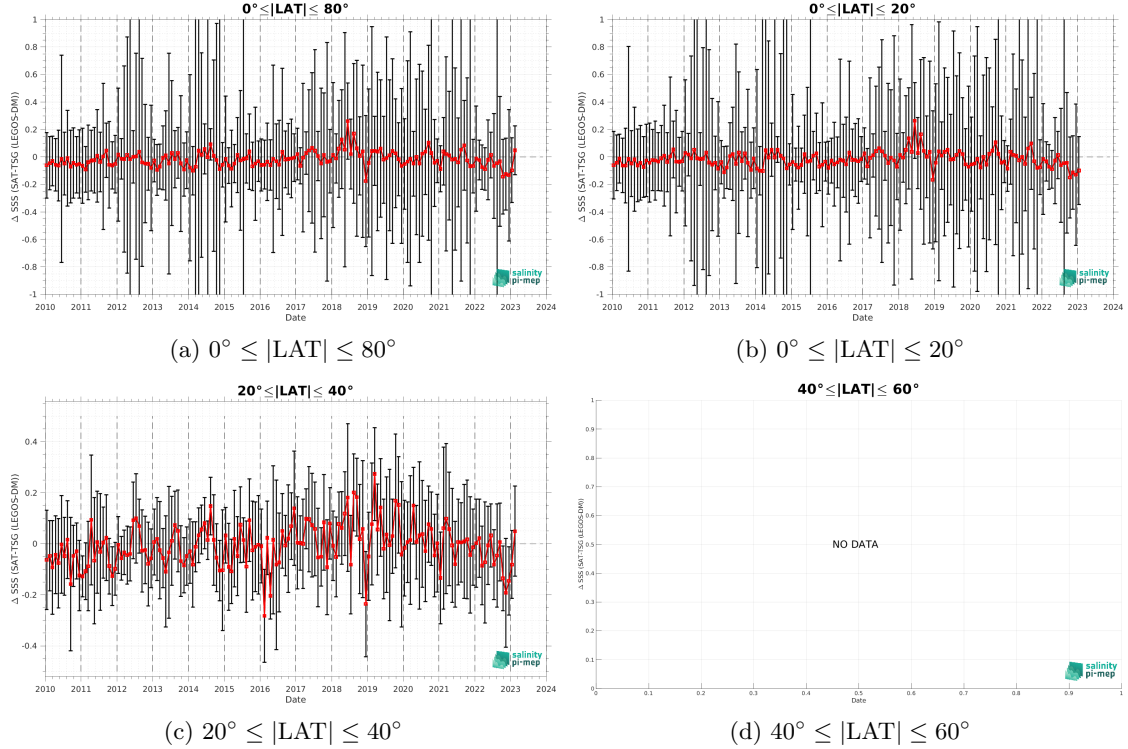 0°≤|LAT|≤ 80°
Δ SSS (SAT-TSG (LEGOS-DM))
1
0.8
0.6
0.4
0.2
0
-0.2
-0.4
-0.6
-0.8
-1
2010 2011 2012 2013 2014 2015 2016 2017 2018 2019 2020 2021 2022 2023 2024
Date
salinity
pi-mep
(a) 0° ≤ |LAT| ≤ 80°
0°≤|LAT|≤ 20°
Δ SSS (SAT-TSG (LEGOS-DM))
1
0.8
0.6
0.4
0.2
0
-0.2
-0.4
-0.6
-0.8
-1
2010 2011 2012 2013 2014 2015 2016 2017 2018 2019 2020 2021 2022 2023 2024
Date
salinity
pi-mep
(b) 0° ≤ |LAT| ≤ 20°
20°≤|LAT|≤ 40°
Δ SSS (SAT-TSG (LEGOS-DM))
0.4
0.2
0
-0.2
-0.4
2010 2011 2012 2013 2014 2015 2016 2017 2018 2019 2020 2021 2022 2023 2024
Date
salinity
pi-mep
(c) 20° ≤ |LAT| ≤ 40°
40°≤|LAT|≤ 60°
Δ SSS (SAT-TSG (LEGOS-DM))
1
0.9
0.8
0.7
0.6
0.5
0.4
0.3
0.2
0.1
0
NO DATA
0 0.1 0.2 0.3 0.4 0.5 0.6 0.7 0.8 0.9 1
Date
salinity
pi-mep
(d) 40° ≤ |LAT| ≤ 60°